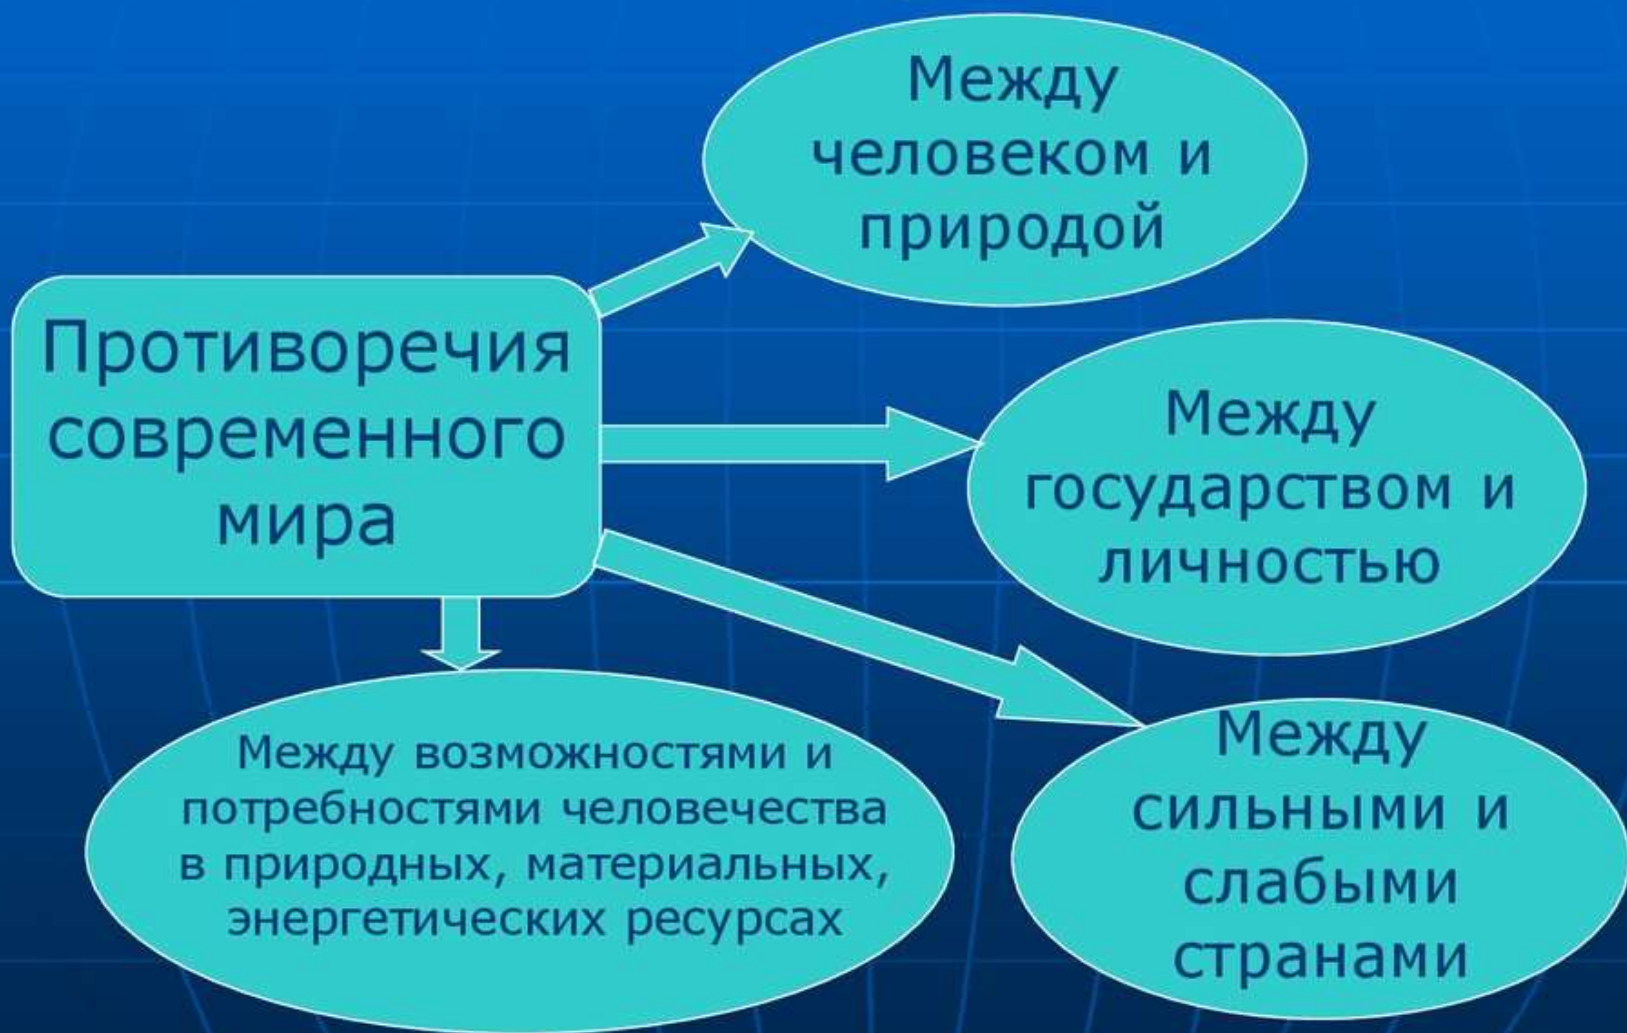 Противоречия
современного
мира
Между
человеком и
природой
Между
государством и
личностью
Между
сильными и
слабыми
странами
Между возможностями и
потребностями человечества
в природных, материальных,
энергетических ресурсах